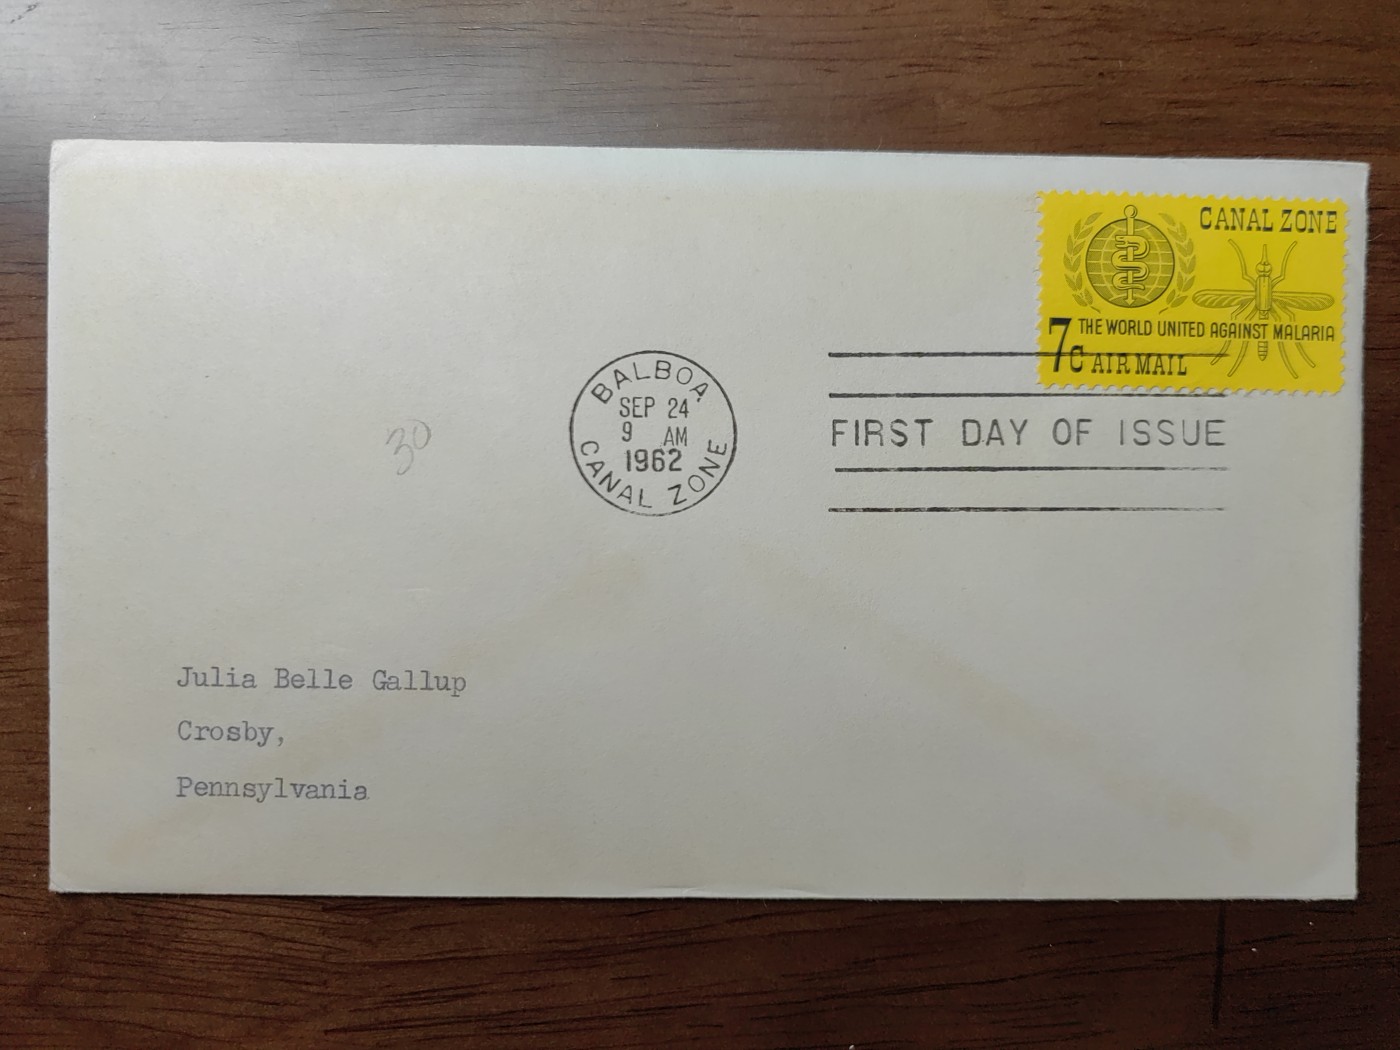 CANAL ZONE
THE WORLD UNITED AGAINST MALARIA
7c AIR MAIL
BALBOA
SEP 24
9 AM
1962
CANAL ZONE
FIRST DAY OF ISSUE
30
Julia Belle Gallup
Crosby,
Pennsylvania